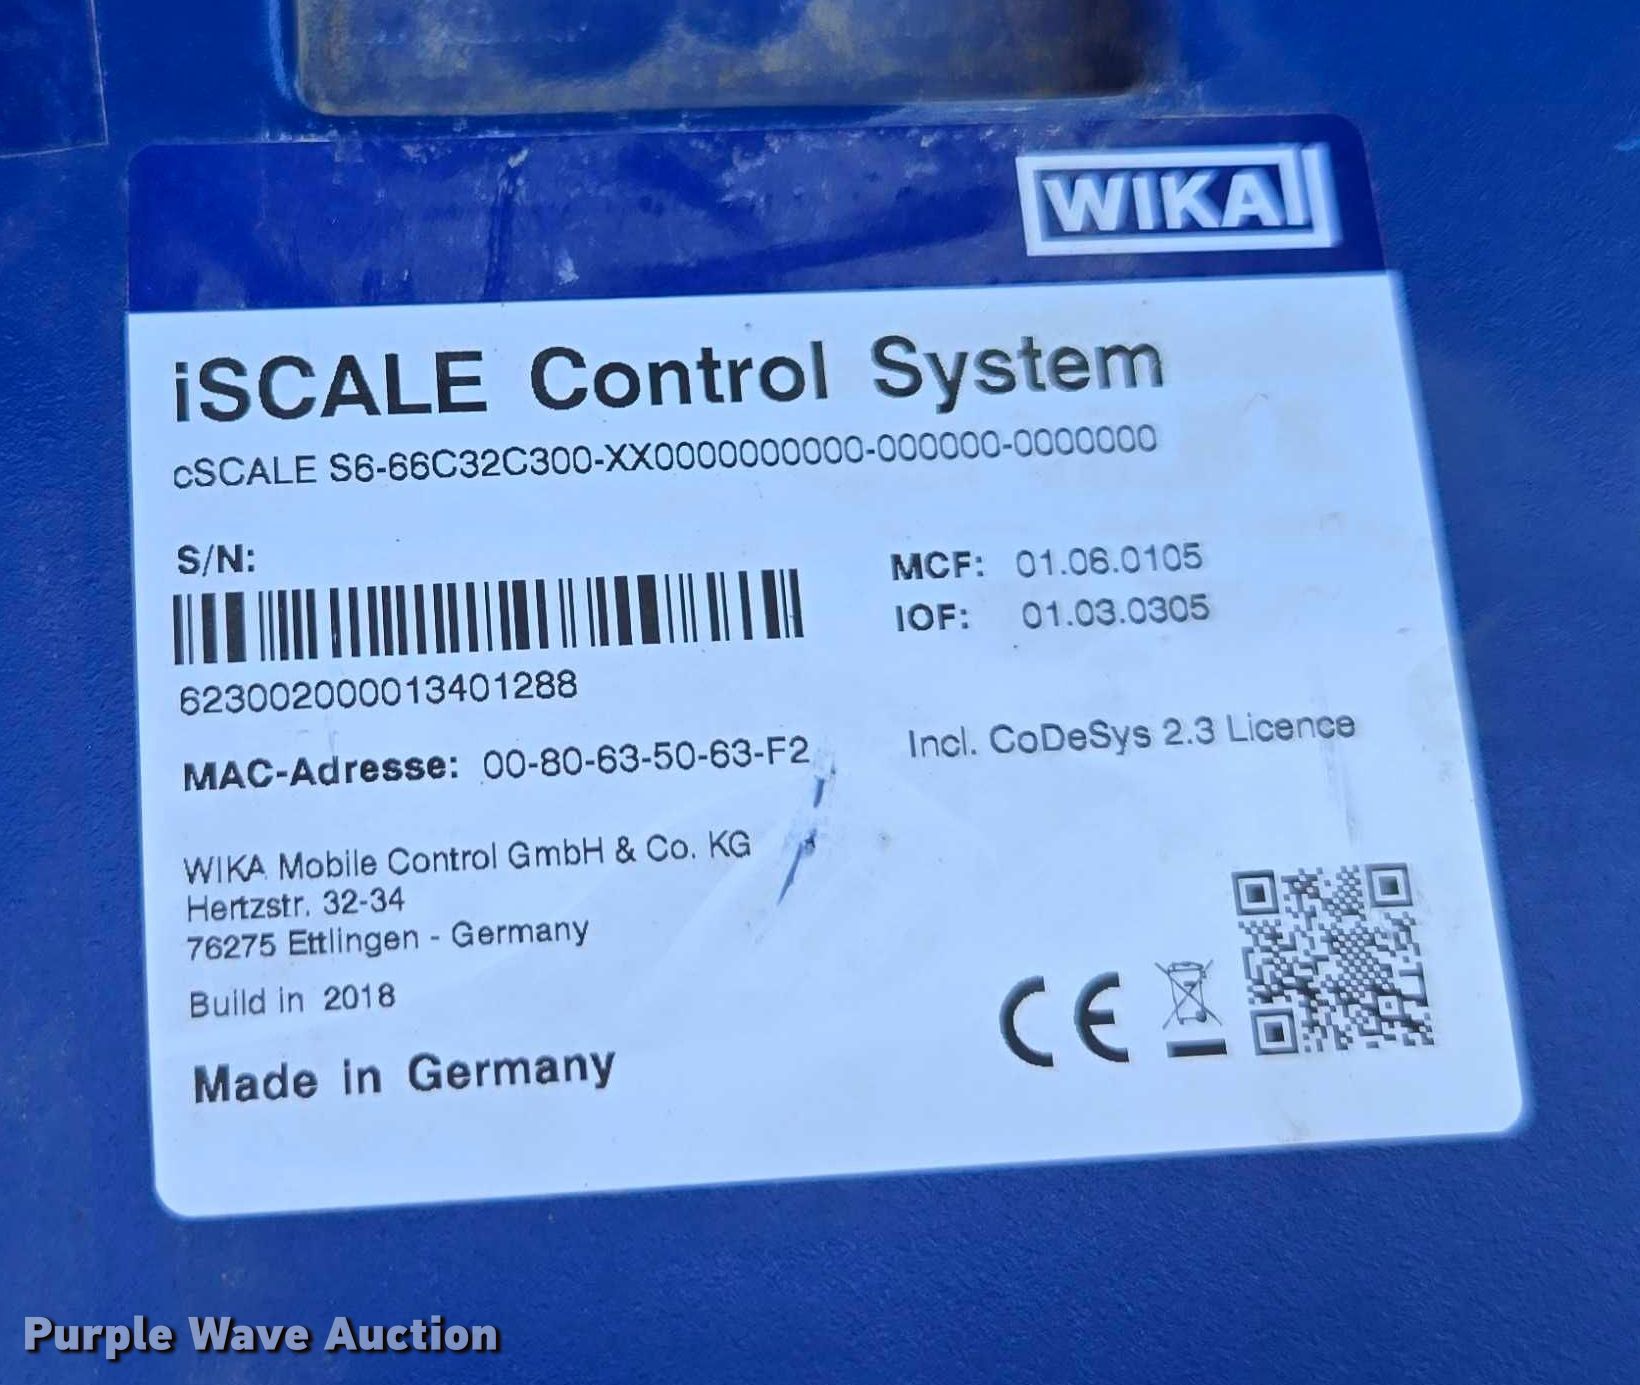 WIKA
iSCALE Control System
cSCALE S6-66C32C300-XX0000000000-000000-0000000
S/N:
MCF: 01.06.0105
IOF: 01.03.0305
623002000013401288
MAC-Adresse: 00-80-63-50-63-F2
Incl. CoDeSys 2.3 Licence
WIKA Mobile Control GmbH & Co. KG
Hertzstr. 32-34
76275 Ettlingen - Germany
Build in 2018
Made in Germany
CE
Purple Wave Auction